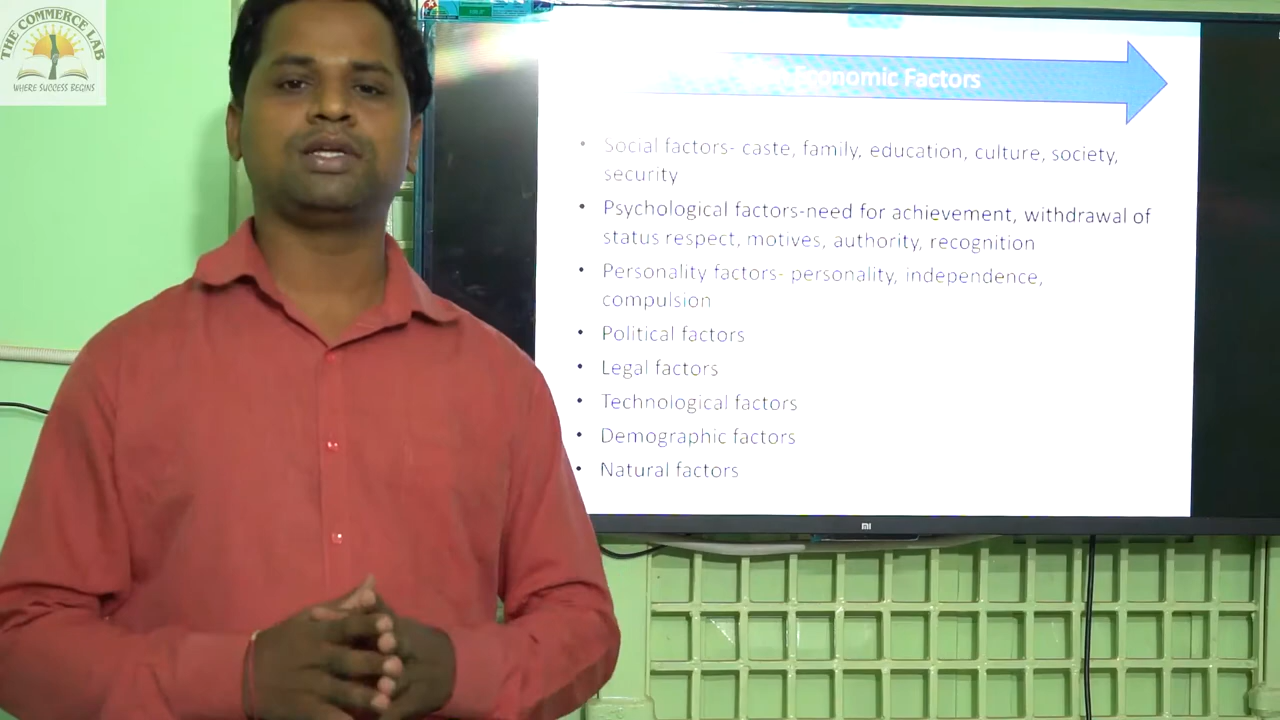 THE COMMERCE LAB
WHERE SUCCESS BEGINS
Economic Factors
• Social factors- caste, family, education, culture, society,
security
• Psychological factors-need for achievement, withdrawal of
status respect, motives, authority, recognition
• Personality factors- personality, independence,
compulsion
• Political factors
• Legal factors
• Technological factors
• Demographic factors
• Natural factors
mi